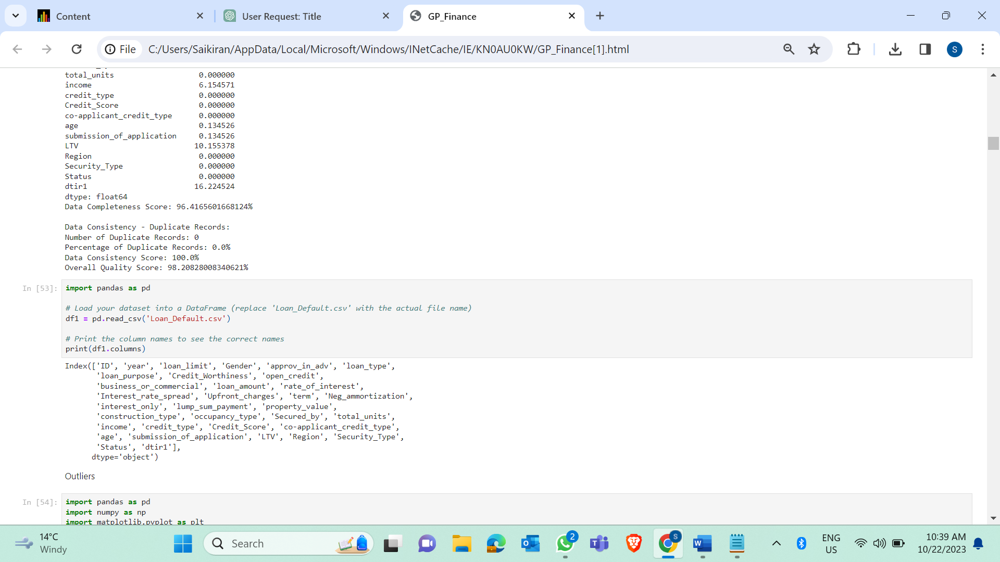 Content
User Request: Title
GP_Finance
File
C:/Users/Saikiran/AppData/Local/Microsoft/Windows/INetCache/IE/KN0AU0KW/GP_Finance[1].html
S
total_units 0.000000
income 6.154571
credit_type 0.000000
Credit_Score 0.000000
co-applicant_credit_type 0.000000
age 0.134526
submission_of_application 0.134526
LTV 10.155378
Region 0.000000
Security_Type 0.000000
Status 0.000000
dtir1 16.224524
dtype: float64
Data Completeness Score: 96.4165601668124%
Data Consistency - Duplicate Records:
Number of Duplicate Records: 0
Percentage of Duplicate Records: 0.0%
Data Consistency Score: 100.0%
Overall Quality Score: 98.20828008340621%
In [53]: import pandas as pd
# Load your dataset into a DataFrame (replace 'Loan_Default.csv' with the actual file name)
df1 = pd.read_csv('Loan_Default.csv')
# Print the column names to see the correct names
print(df1.columns)
Index(['ID', 'year', 'loan_limit', 'Gender', 'approv_in_adv', 'loan_type',
'loan_purpose', 'Credit_Worthiness', 'open_credit',
'business_or_commercial', 'loan_amount', 'rate_of_interest',
'Interest_rate_spread', 'Upfront_charges', 'term', 'Neg_ammortization',
'interest_only', 'lump_sum_payment', 'property_value',
'construction_type', 'occupancy_type', 'Secured_by', 'total_units',
'income', 'credit_type', 'Credit_Score', 'co-applicant_credit_type',
'age', 'submission_of_application', 'LTV', 'Region', 'Security_Type',
'Status', 'dtir1'],
dtype='object')
Outliers
In [54]: import pandas as pd
import numpy as np
import matplotlib.pyplot as plt
14°C
Windy
Search
2
S
ENG
US
10:39 AM
10/22/2023